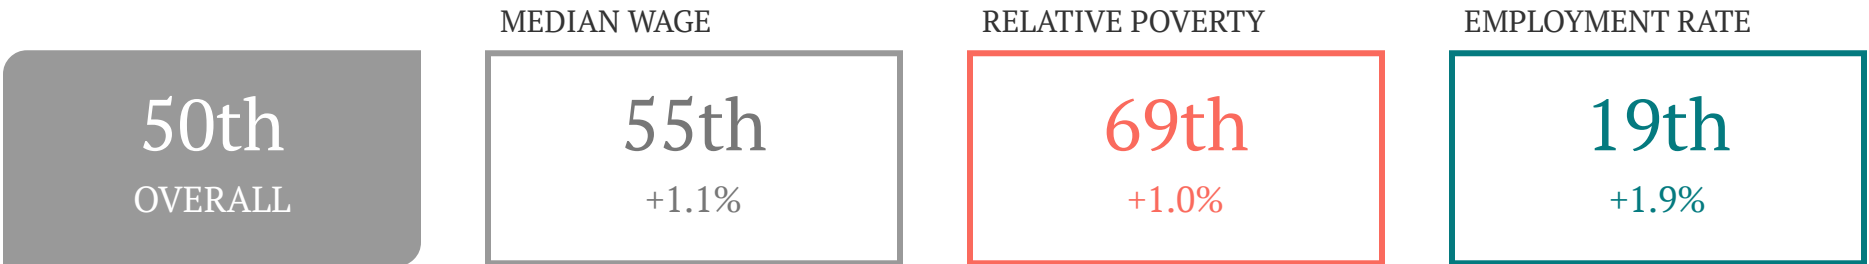 50th
OVERALL
MEDIAN WAGE
55th
+1.1%
RELATIVE POVERTY
69th
+1.0%
EMPLOYMENT RATE
19th
+1.9%